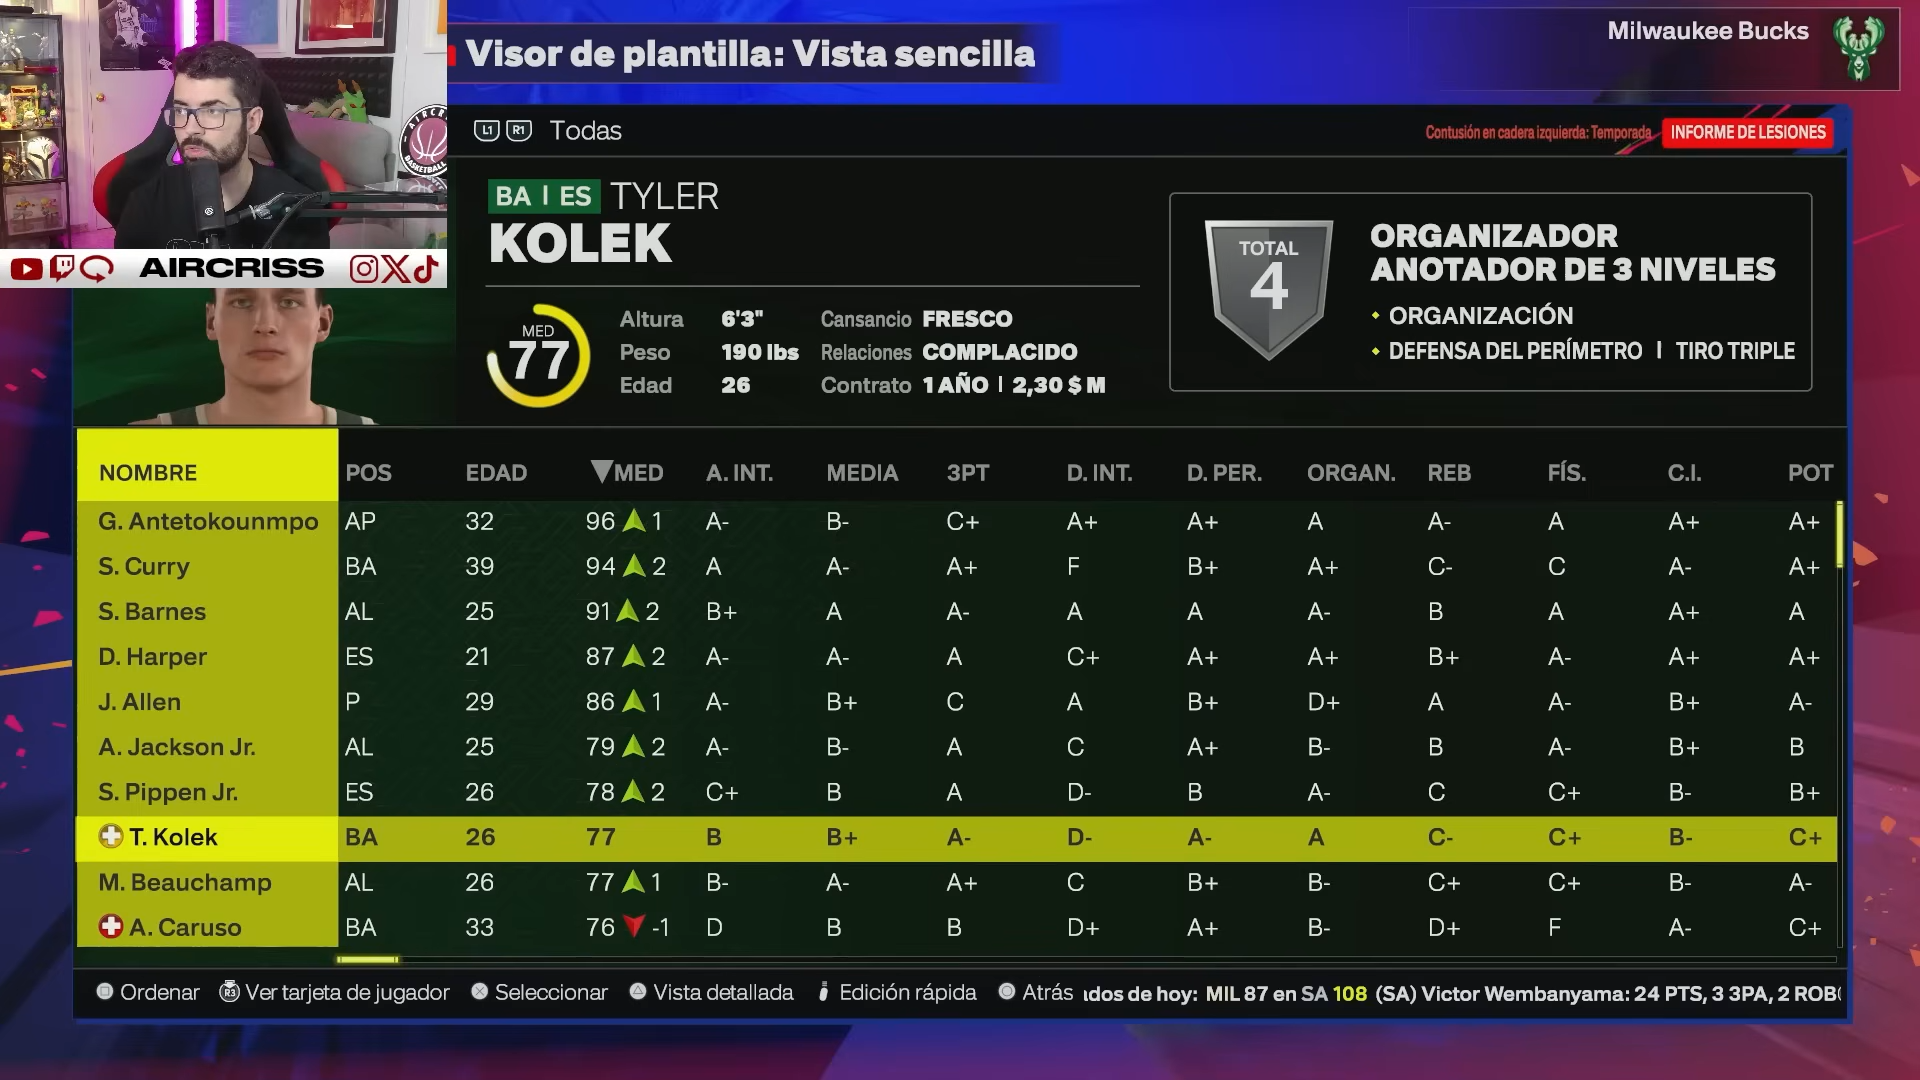 Visor de plantilla: Vista sencilla
Milwaukee Bucks
L1 R1 Todas
Contusión en cadera izquierda: Temporada INFORME DE LESIONES
BA | ES TYLER
KOLEK
AIRCRISS
MED
77
Altura 6'3" Cansancio FRESCO
Peso 190 lbs Relaciones COMPLACIDO
Edad 26 Contrato 1 AÑO | 2,30 $ M
TOTAL
4
ORGANIZADOR
ANOTADOR DE 3 NIVELES
• ORGANIZACIÓN
• DEFENSA DEL PERÍMETRO | TIRO TRIPLE
NOMBRE POS EDAD ▼MED A. INT. MEDIA 3PT D. INT. D. PER. ORGAN. REB FÍS. C.I. POT
G. Antetokounmpo AP 32 96 ▲ 1 A- B- C+ A+ A+ A A- A A+ A+
S. Curry BA 39 94 ▲ 2 A A- A+ F B+ A+ C- C A- A+
S. Barnes AL 25 91 ▲ 2 B+ A A- A A A- B A A+ A
D. Harper ES 21 87 ▲ 2 A- A- A C+ A+ A+ B+ A- A+ A+
J. Allen P 29 86 ▲ 1 A- B+ C A B+ D+ A A- B+ A-
A. Jackson Jr. AL 25 79 ▲ 2 A- B- A C A+ B- B A- B+ B
S. Pippen Jr. ES 26 78 ▲ 2 C+ B A D- B A- C C+ B- B+
T. Kolek BA 26 77 B B+ A- D- A- A C- C+ B- C+
M. Beauchamp AL 26 77 ▲ 1 B- A- A+ C B+ B- C+ C+ B- A-
A. Caruso BA 33 76 ▼ -1 D B B D+ A+ B- D+ F A- C+
Ordenar R3 Ver tarjeta de jugador Seleccionar Vista detallada Edición rápida Atrás ados de hoy: MIL 87 en SA 108 (SA) Victor Wembanyama: 24 PTS, 3 3PA, 2 ROB